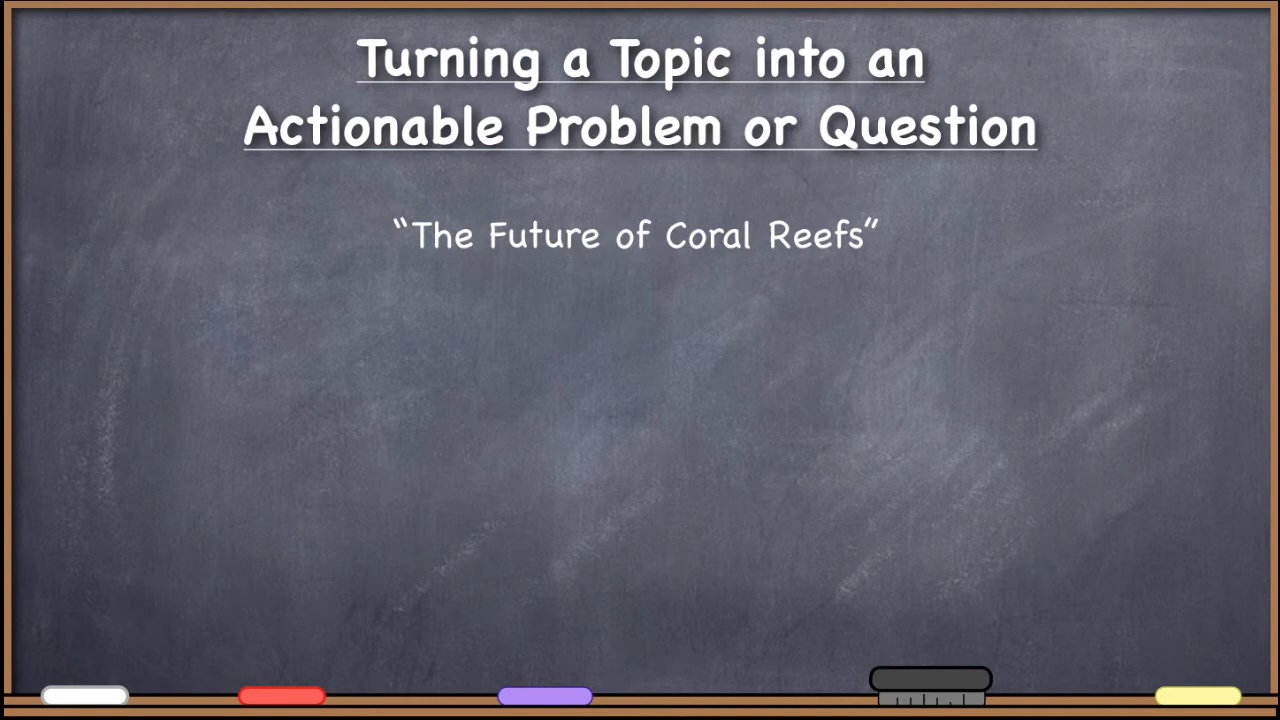 Turning a Topic into an
Actionable Problem or Question
“The Future of Coral Reefs”